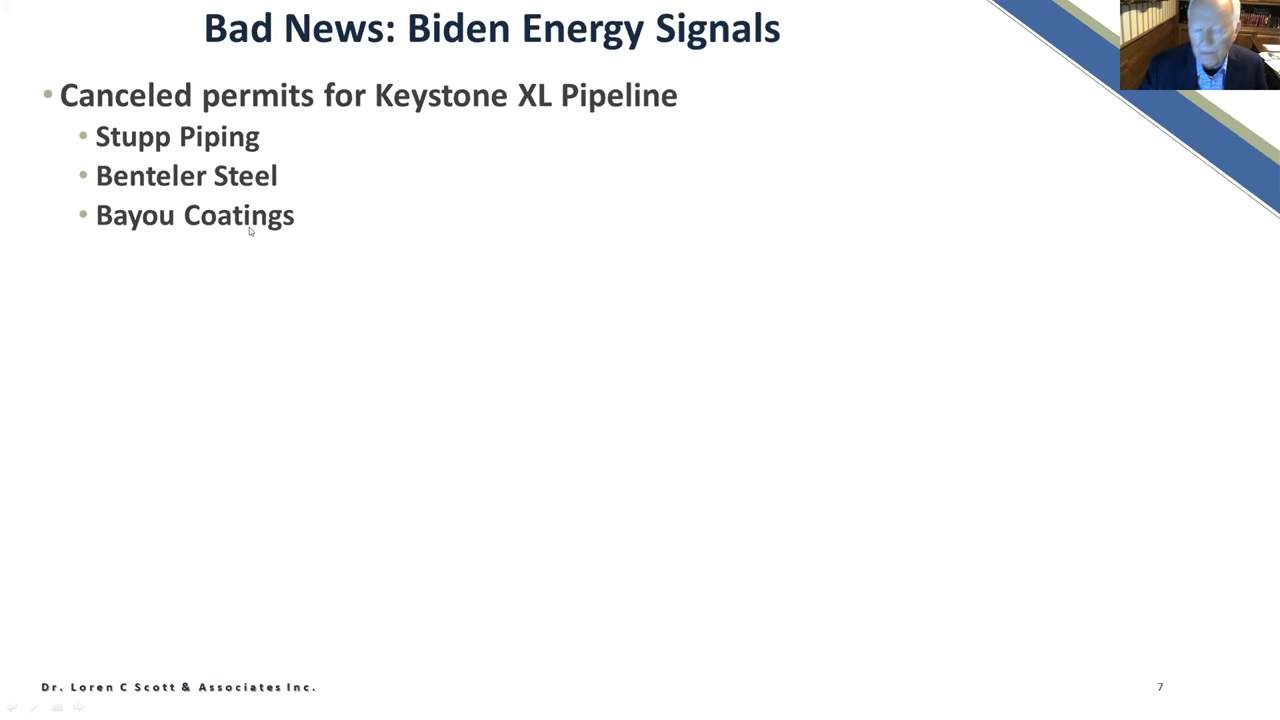 Bad News: Biden Energy Signals
• Canceled permits for Keystone XL Pipeline
• Stupp Piping
• Benteler Steel
• Bayou Coatings
Dr. Loren C Scott & Associates Inc.
7